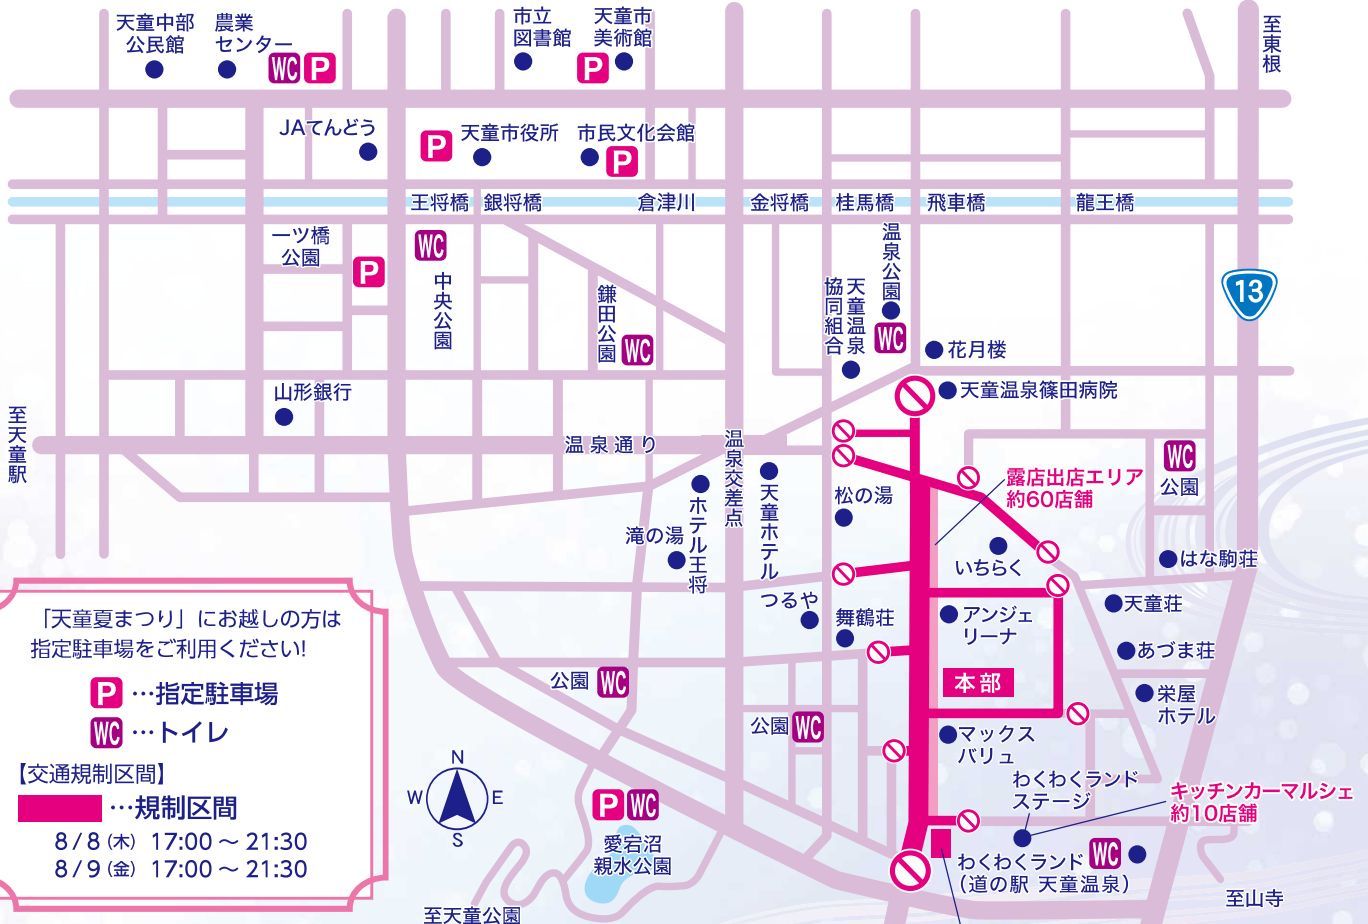 天童中部
公民館
農業
センター
WC
P
市立
図書館
天童市
美術館
P
至東根
JAてんどう
P
天童市役所
市民文化会館
P
王将橋
銀将橋
倉津川
金将橋
桂馬橋
飛車橋
龍王橋
一ツ橋
公園
P
WC
中央公園
鎌田公園
WC
天童温泉
協同組合
温泉公園
WC
13
花月楼
天童温泉篠田病院
山形銀行
至天童駅
温泉通り
温泉交差点
天童ホテル
ホテル王将
滝の湯
松の湯
露店出店エリア
約60店舗
WC
公園
いちらく
はな駒荘
天童荘
つるや
舞鶴荘
アンジェ
リーナ
あづま荘
本部
栄屋
ホテル
公園
WC
公園
WC
マックス
バリュ
わくわくランド
ステージ
キッチンカーマルシェ
約10店舗
わくわくランド
(道の駅 天童温泉)
WC
至山寺
P
WC
愛宕沼
親水公園
至天童公園
N
W
E
S
「天童夏まつり」にお越しの方は
指定駐車場をご利用ください!
P…指定駐車場
WC…トイレ
【交通規制区間】
…規制区間
8/8(木) 17:00～21:30
8/9(金) 17:00～21:30